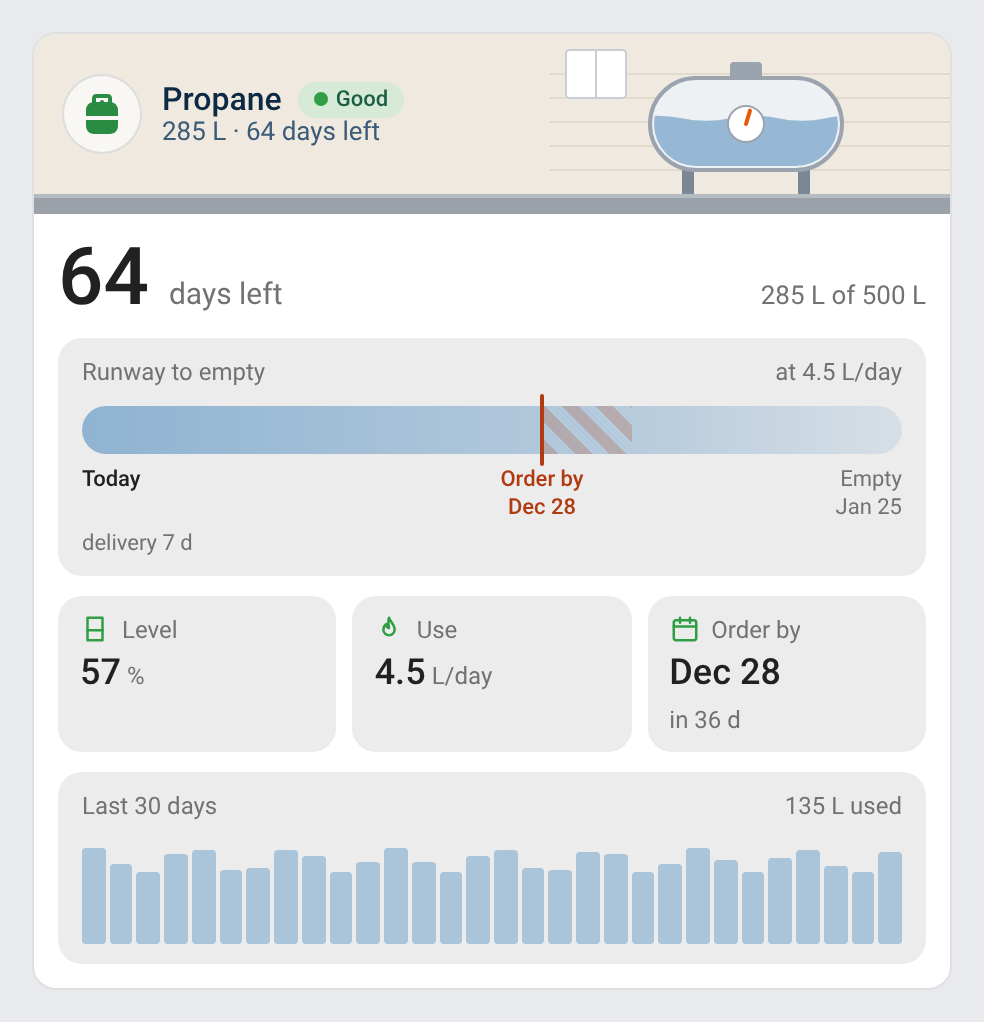 Propane
Good
285 L · 64 days left
64 days left
285 L of 500 L
Runway to empty
at 4.5 L/day
Today
Order by
Dec 28
Empty
Jan 25
delivery 7 d
Level
57 %
Use
4.5 L/day
Order by
Dec 28
in 36 d
Last 30 days
135 L used